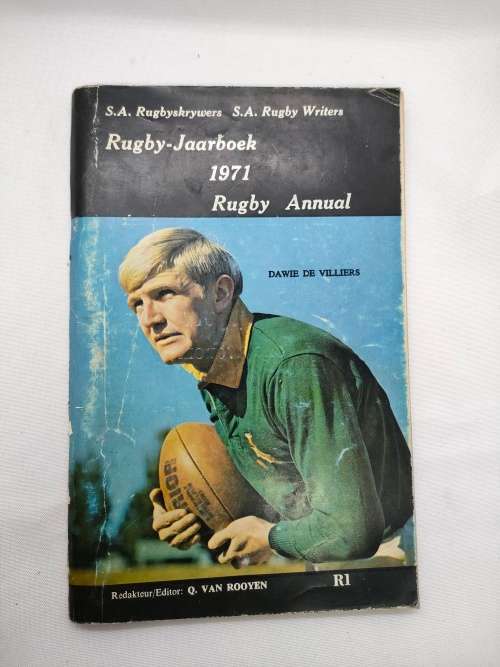 S.A. Rugbyskrywers S.A. Rugby Writers
Rugby-Jaarboek
1971
Rugby Annual
DAWIE DE VILLIERS
Redakteur/Editor: Q. VAN ROOYEN
R1